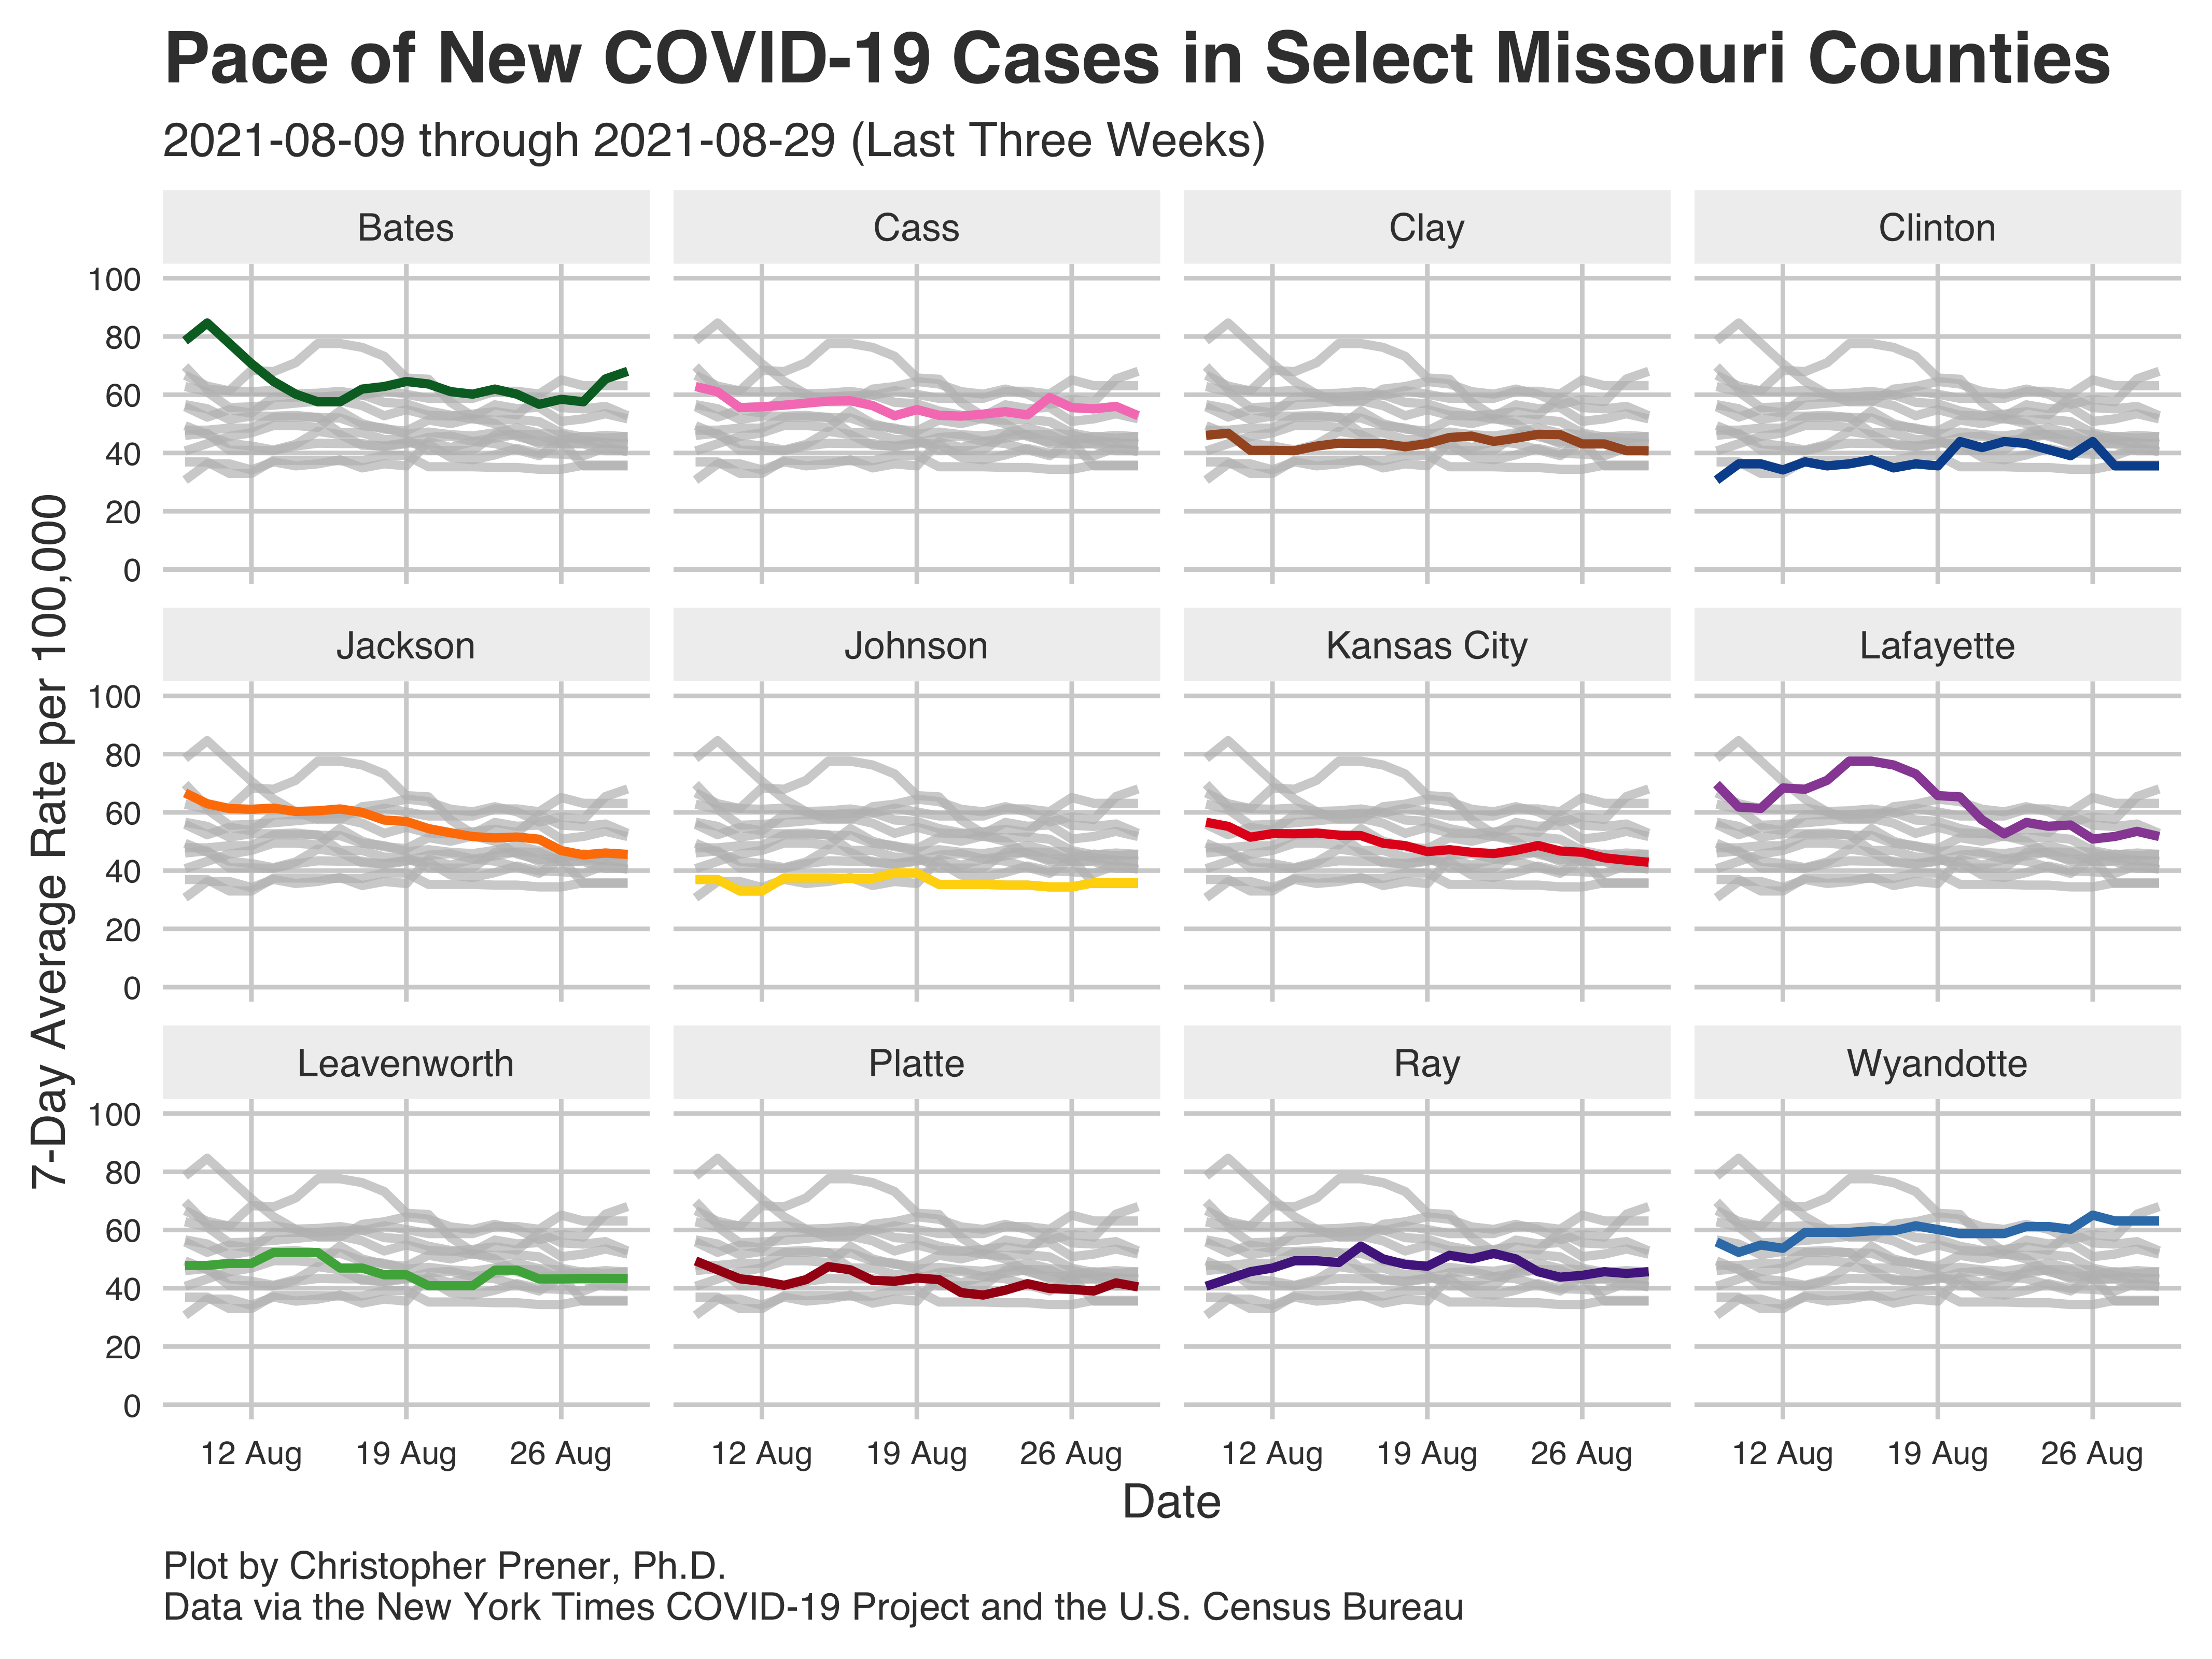 Pace of New COVID-19 Cases in Select Missouri Counties
2021-08-09 through 2021-08-29 (Last Three Weeks)
7-Day Average Rate per 100,000
Bates
Cass
Clay
Clinton
100
80
60
40
20
0
Jackson
Johnson
Kansas City
Lafayette
100
80
60
40
20
0
Leavenworth
Platte
Ray
Wyandotte
100
80
60
40
20
0
12 Aug 19 Aug 26 Aug
12 Aug 19 Aug 26 Aug
12 Aug 19 Aug 26 Aug
12 Aug 19 Aug 26 Aug
Date
Plot by Christopher Prener, Ph.D.
Data via the New York Times COVID-19 Project and the U.S. Census Bureau